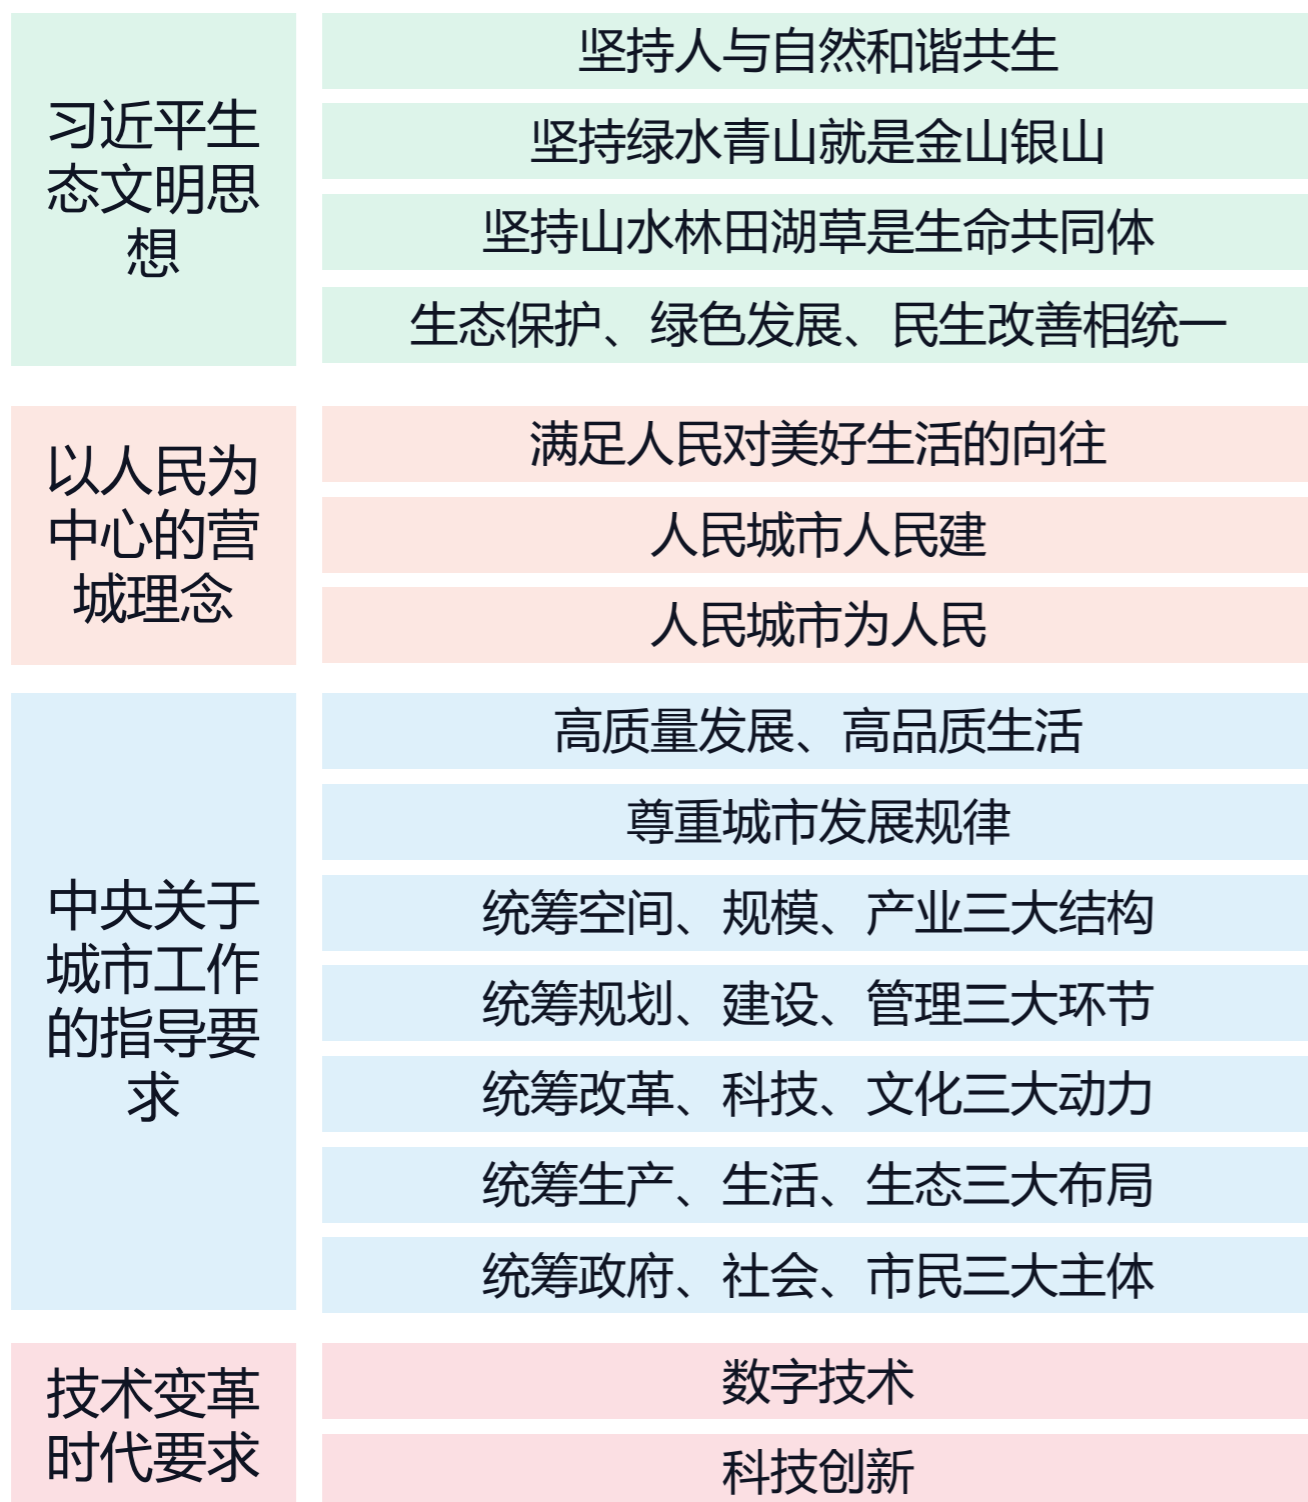 习近平生
态文明思
想
坚持人与自然和谐共生
坚持绿水青山就是金山银山
坚持山水林田湖草是生命共同体
生态保护、绿色发展、民生改善相统一
以人民为
中心的营
城理念
满足人民对美好生活的向往
人民城市人民建
人民城市为人民
中央关于
城市工作
的指导要
求
高质量发展、高品质生活
尊重城市发展规律
统筹空间、规模、产业三大结构
统筹规划、建设、管理三大环节
统筹改革、科技、文化三大动力
统筹生产、生活、生态三大布局
统筹政府、社会、市民三大主体
技术变革
时代要求
数字技术
科技创新